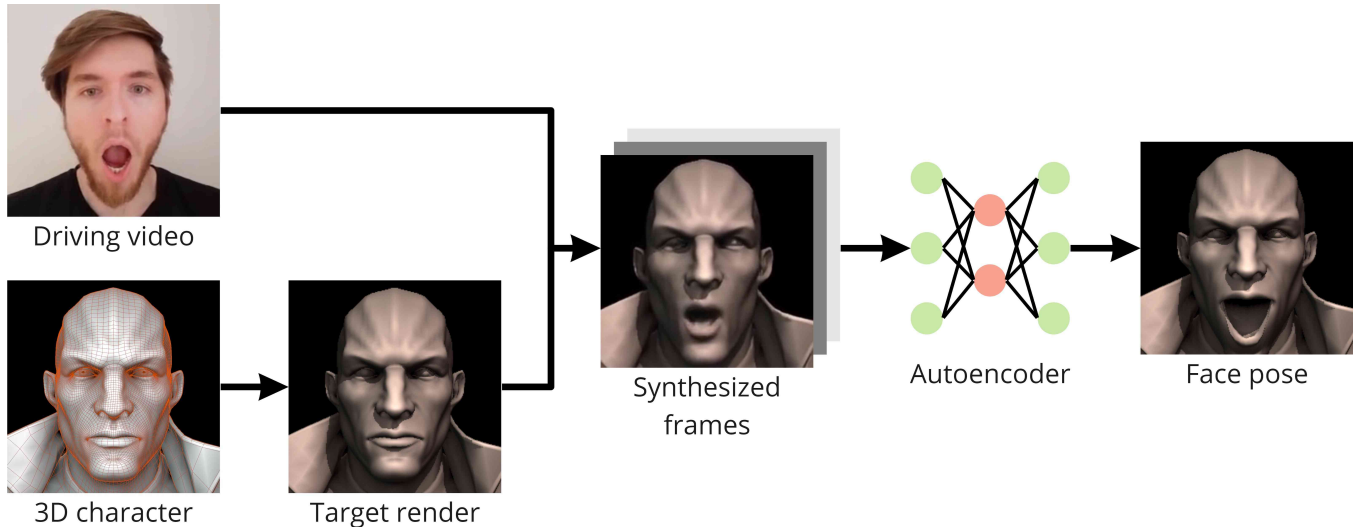 Driving video
3D character
Target render
Synthesized
frames
Autoencoder
Face pose